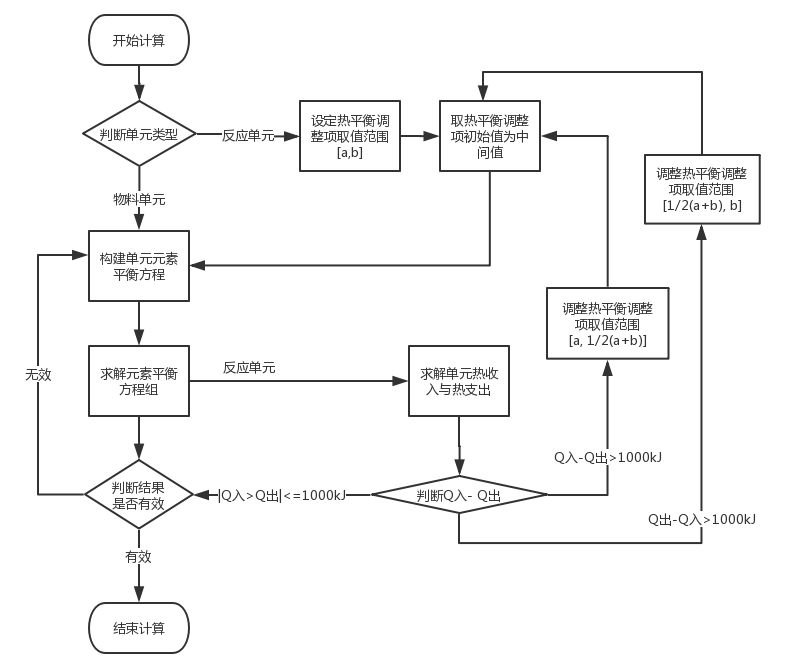 开始计算
判断单元类型
反应单元
设定热平衡调
整项取值范围
[a,b]
取热平衡调整
项初始值为中
间值
调整热平衡调整
项取值范围
[1/2(a+b), b]
物料单元
构建单元元素
平衡方程
调整热平衡调整
项取值范围
[a, 1/2(a+b)]
无效
求解元素平衡
方程组
反应单元
求解单元热收
入与热支出
Q入-Q出>1000kJ
判断结果
是否有效
|Q入>Q出|<=1000kJ
判断Q入- Q出
Q出-Q入>1000kJ
有效
结束计算